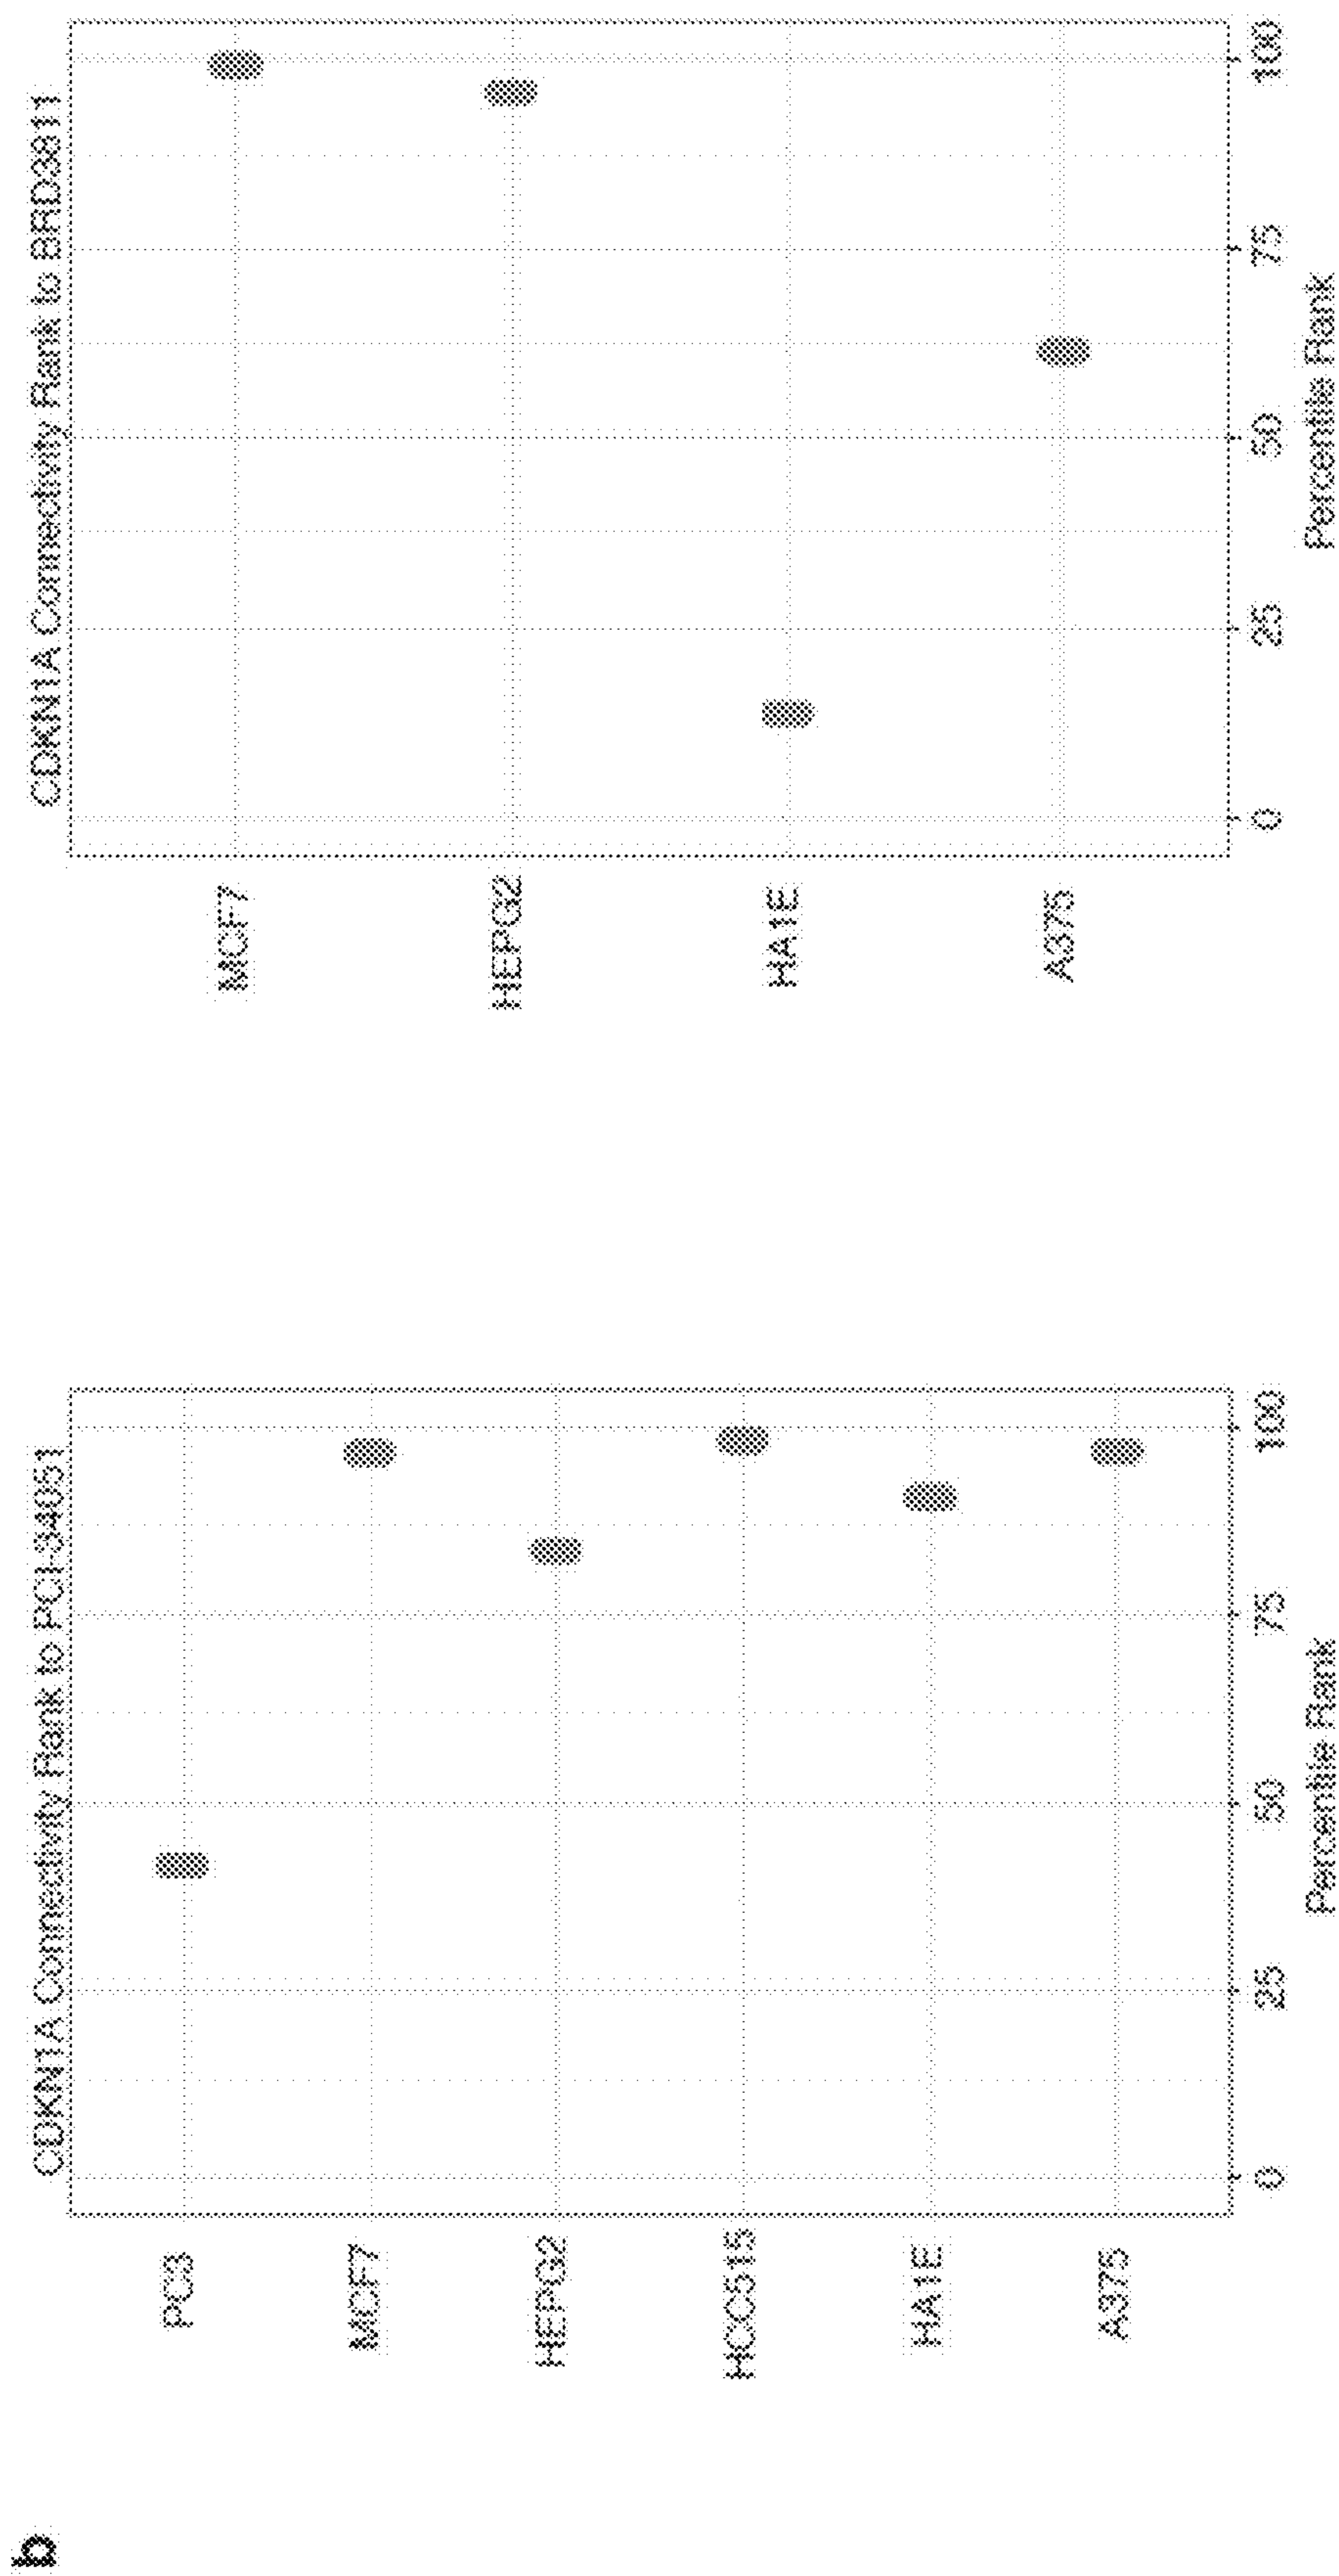 b
CDKN1A Connectivity Rank to PCI-34051
PC3
MCF7
HEPG2
HCC515
HA1E
A375
0 25 50 75 100
Percentile Rank
CDKN1A Connectivity Rank to BRD3811
MCF7
HEPG2
HA1E
A375
0 25 50 75 100
Percentile Rank